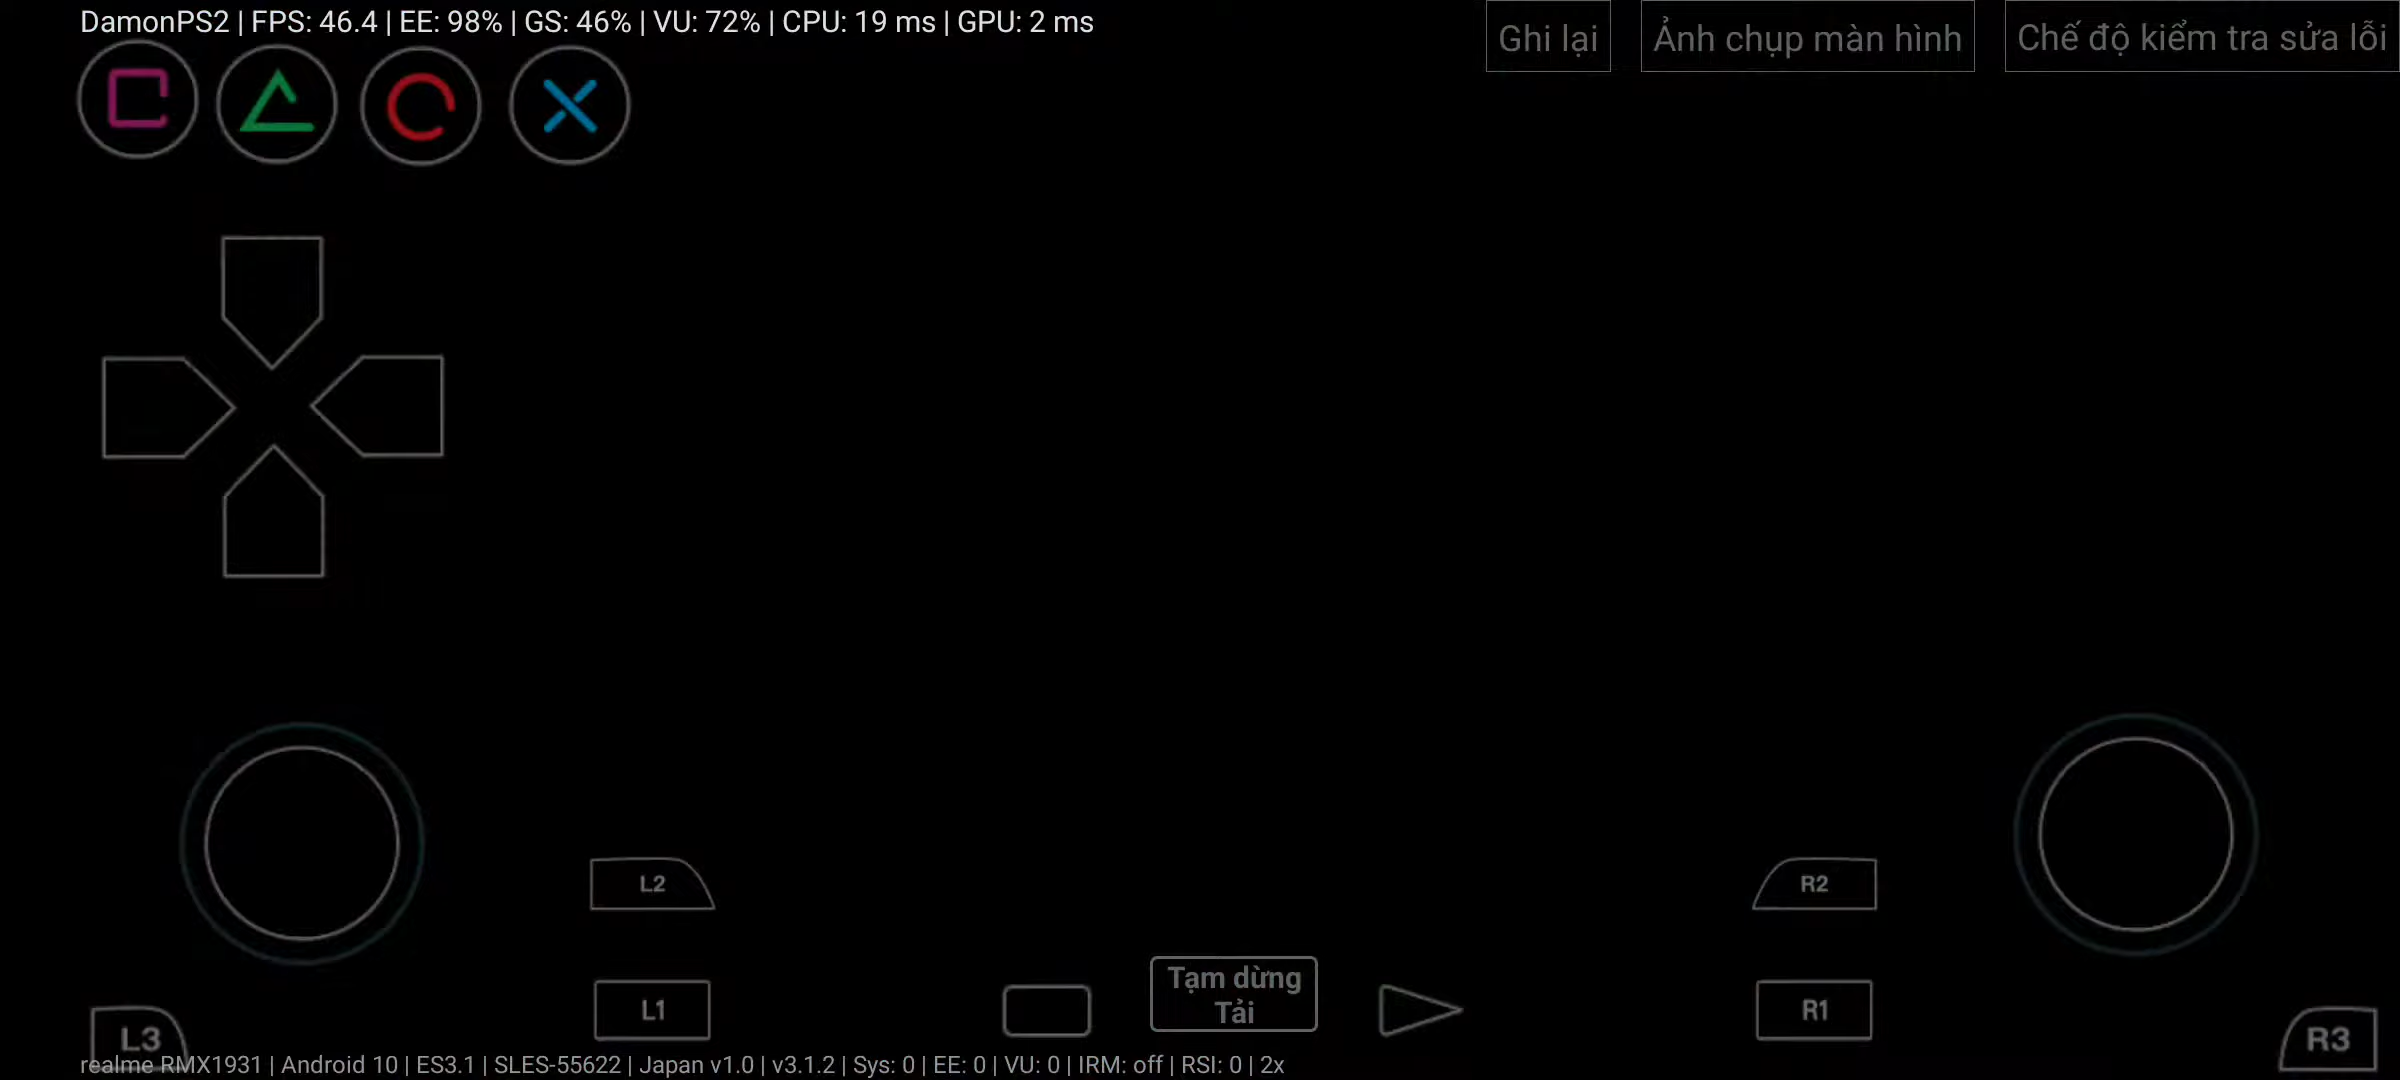 DamonPS2 | FPS: 46.4 | EE: 98% | GS: 46% | VU: 72% | CPU: 19 ms | GPU: 2 ms
Ghi lại
Ảnh chụp màn hình
Chế độ kiểm tra sửa lỗi
L2
R2
Tạm dừng
Tải
L1
R1
L3
R3
realme RMX1931 | Android 10 | ES3.1 | SLES-55622 | Japan v1.0 | v3.1.2 | Sys: 0 | EE: 0 | VU: 0 | IRM: off | RSI: 0 | 2x